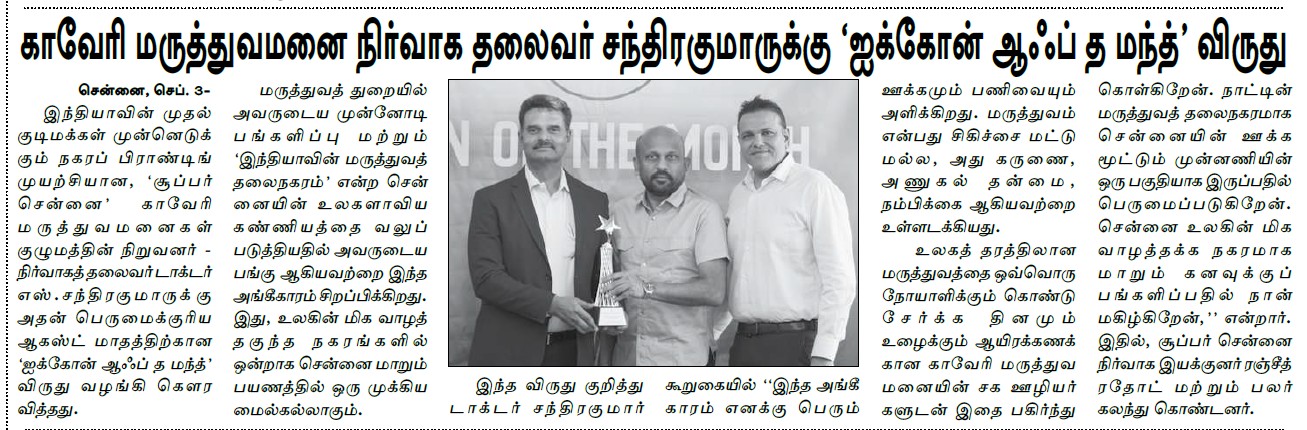 காவேரி மருத்துவமனை நிர்வாக தலைவர் சந்திரகுமாருக்கு ‘ஐக்கோன் ஆஃப் த மந்த்’ விருது
சென்னை, செப். 3-
இந்தியாவின் முதல்
குடிமக்கள் முன்னெடுக்
கும் நகரப் பிராண்டிங்
முயற்சியான, ‘சூப்பர்
சென்னை’ காவேரி
மருத்துவமனைகள்
குழுமத்தின் நிறுவனர் -
நிர்வாகத்தலைவர் டாக்டர்
எஸ்.சந்திரகுமாருக்கு
அதன் பெருமைக்குரிய
ஆகஸ்ட் மாதத்திற்கான
‘ஐக்கோன் ஆஃப் த மந்த்’
விருது வழங்கி கௌர
வித்தது.
மருத்துவத் துறையில்
அவருடைய முன்னோடி
பங்களிப்பு மற்றும்
‘இந்தியாவின் மருத்துவத்
தலைநகரம்’ என்ற சென்
னையின் உலகளாவிய
கண்ணியத்தை வலுப்
படுத்தியதில் அவருடைய
பங்கு ஆகியவற்றை இந்த
அங்கீகாரம் சிறப்பிக்கிறது.
இது, உலகின் மிக வாழத்
தகுந்த நகரங்களில்
ஒன்றாக சென்னை மாறும்
பயணத்தில் ஒரு முக்கிய
மைல்கல்லாகும்.
N OF THE MONTH
இந்த விருது குறித்து
டாக்டர் சந்திரகுமார்
கூறுகையில் ‘‘இந்த அங்கீ
காரம் எனக்கு பெரும்
ஊக்கமும் பணிவையும்
அளிக்கிறது. மருத்துவம்
என்பது சிகிச்சை மட்டு
மல்ல, அது கருணை,
அணுகல் தன்மை,
நம்பிக்கை ஆகியவற்றை
உள்ளடக்கியது.
உலகத் தரத்திலான
மருத்துவத்தை ஒவ்வொரு
நோயாளிக்கும் கொண்டு
சேர்க்க தினமும்
உழைக்கும் ஆயிரக்கணக்
கான காவேரி மருத்துவ
மனையின் சக ஊழியர்
களுடன் இதை பகிர்ந்து
கொள்கிறேன். நாட்டின்
மருத்துவத் தலைநகரமாக
சென்னையின் ஊக்க
மூட்டும் முன்னணியின்
ஒரு பகுதியாக இருப்பதில்
பெருமைப்படுகிறேன்.
சென்னை உலகின் மிக
வாழத்தக்க நகரமாக
மாறும் கனவுக்குப்
பங்களிப்பதில் நான்
மகிழ்கிறேன்,’’ என்றார்.
இதில், சூப்பர் சென்னை
நிர்வாக இயக்குனர் ரஞ்சீத்
ரதோட் மற்றும் பலர்
கலந்து கொண்டனர்.